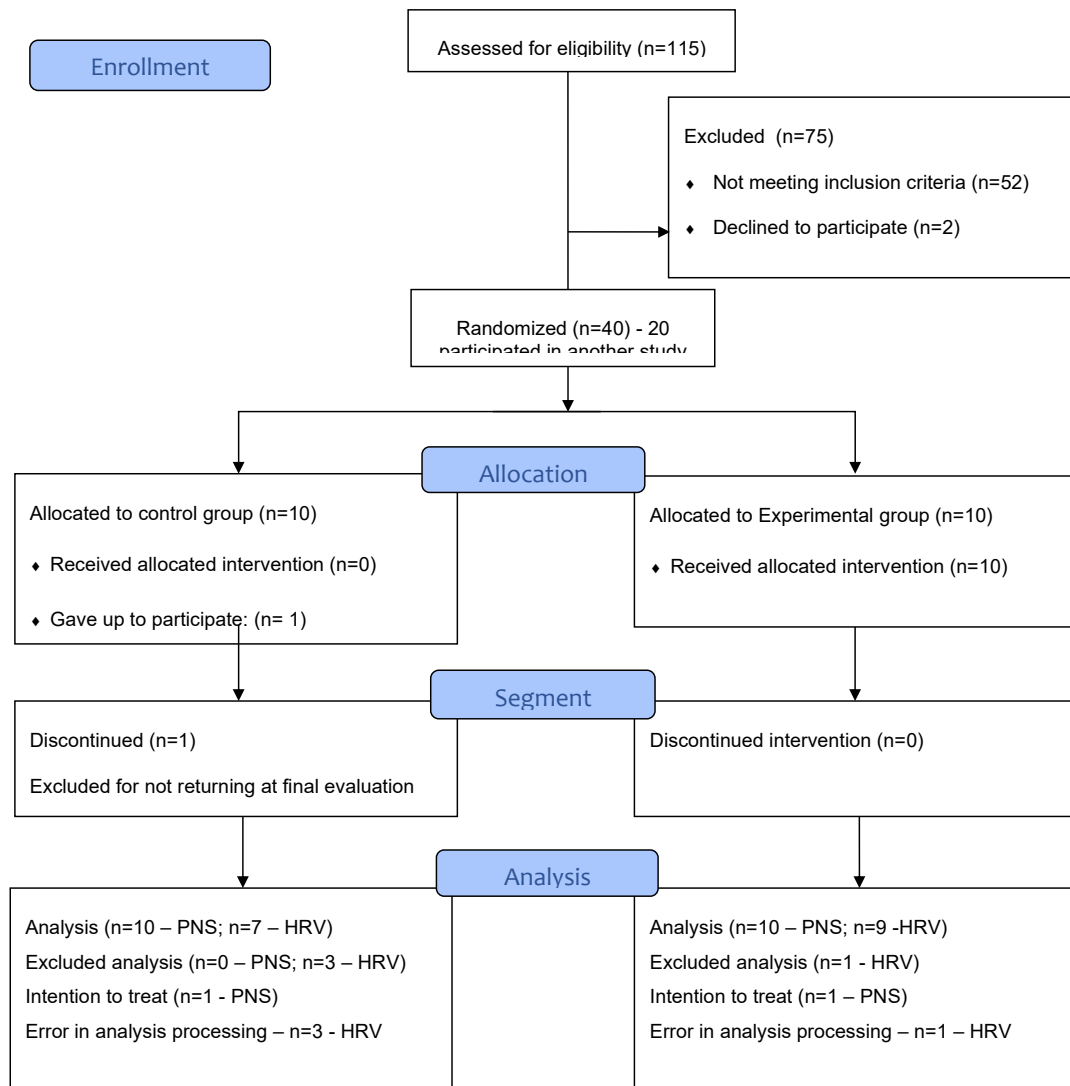 Assessed for eligibility (n=115)
Enrollment
Excluded  (n=75)
♦ Not meeting inclusion criteria (n=52)
♦ Declined to participate (n=2)
Randomized (n=40) - 20
participated in another study
Allocation
Allocated to control group (n=10)
♦ Received allocated intervention (n=0)
♦ Gave up to participate: (n= 1)
Allocated to Experimental group (n=10)
♦ Received allocated intervention (n=10)
Segment
Discontinued (n=1)
Excluded for not returning at final evaluation
Discontinued intervention (n=0)
Analysis
Analysis (n=10 – PNS; n=7 – HRV)
Excluded analysis (n=0 – PNS; n=3 – HRV)
Intention to treat (n=1 - PNS)
Error in analysis processing – n=3 - HRV
Analysis (n=10 – PNS; n=9 -HRV)
Excluded analysis (n=1 - HRV)
Intention to treat (n=1 – PNS)
Error in analysis processing – n=1 – HRV